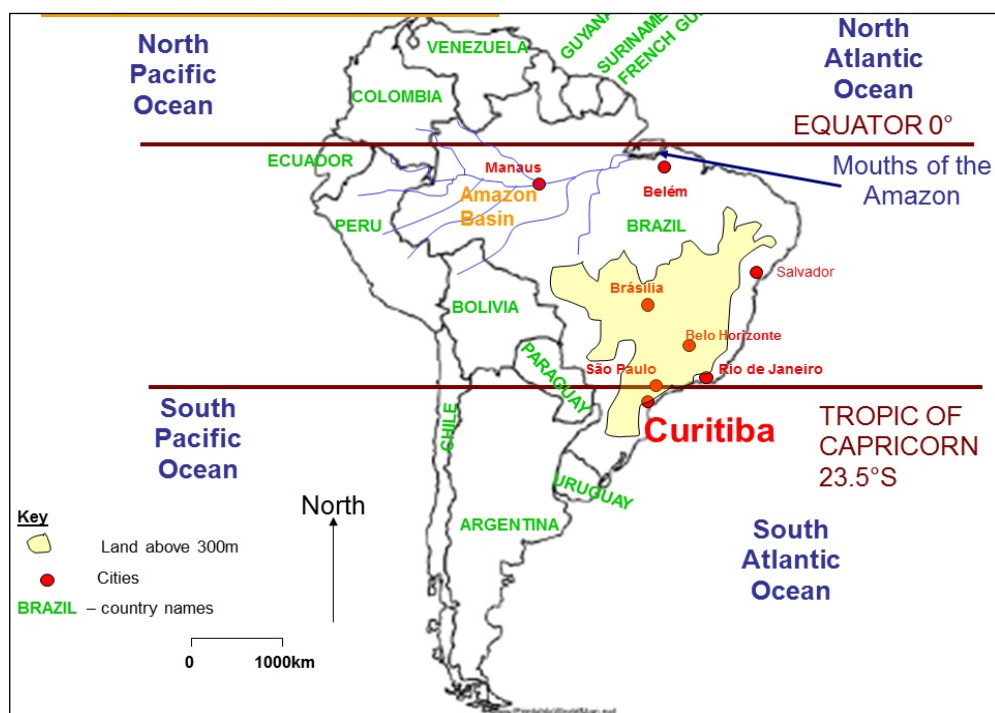 North
Pacific
Ocean
VENEZUELA
GUYANA
SURINAME
FRENCH GUI
North
Atlantic
Ocean
COLOMBIA
EQUATOR 0°
ECUADOR
Manaus
Belém
Mouths of the
Amazon
Amazon
Basin
PERU
BRAZIL
Salvador
Brásilia
BOLIVIA
Belo Horizonte
PARAGUAY
São Paulo
Rio de Janeiro
South
Pacific
Ocean
CHILE
Curitiba
TROPIC OF
CAPRICORN
23.5°S
URUGUAY
North
ARGENTINA
South
Atlantic
Ocean
Key
Land above 300m
Cities
BRAZIL – country names
0 1000km